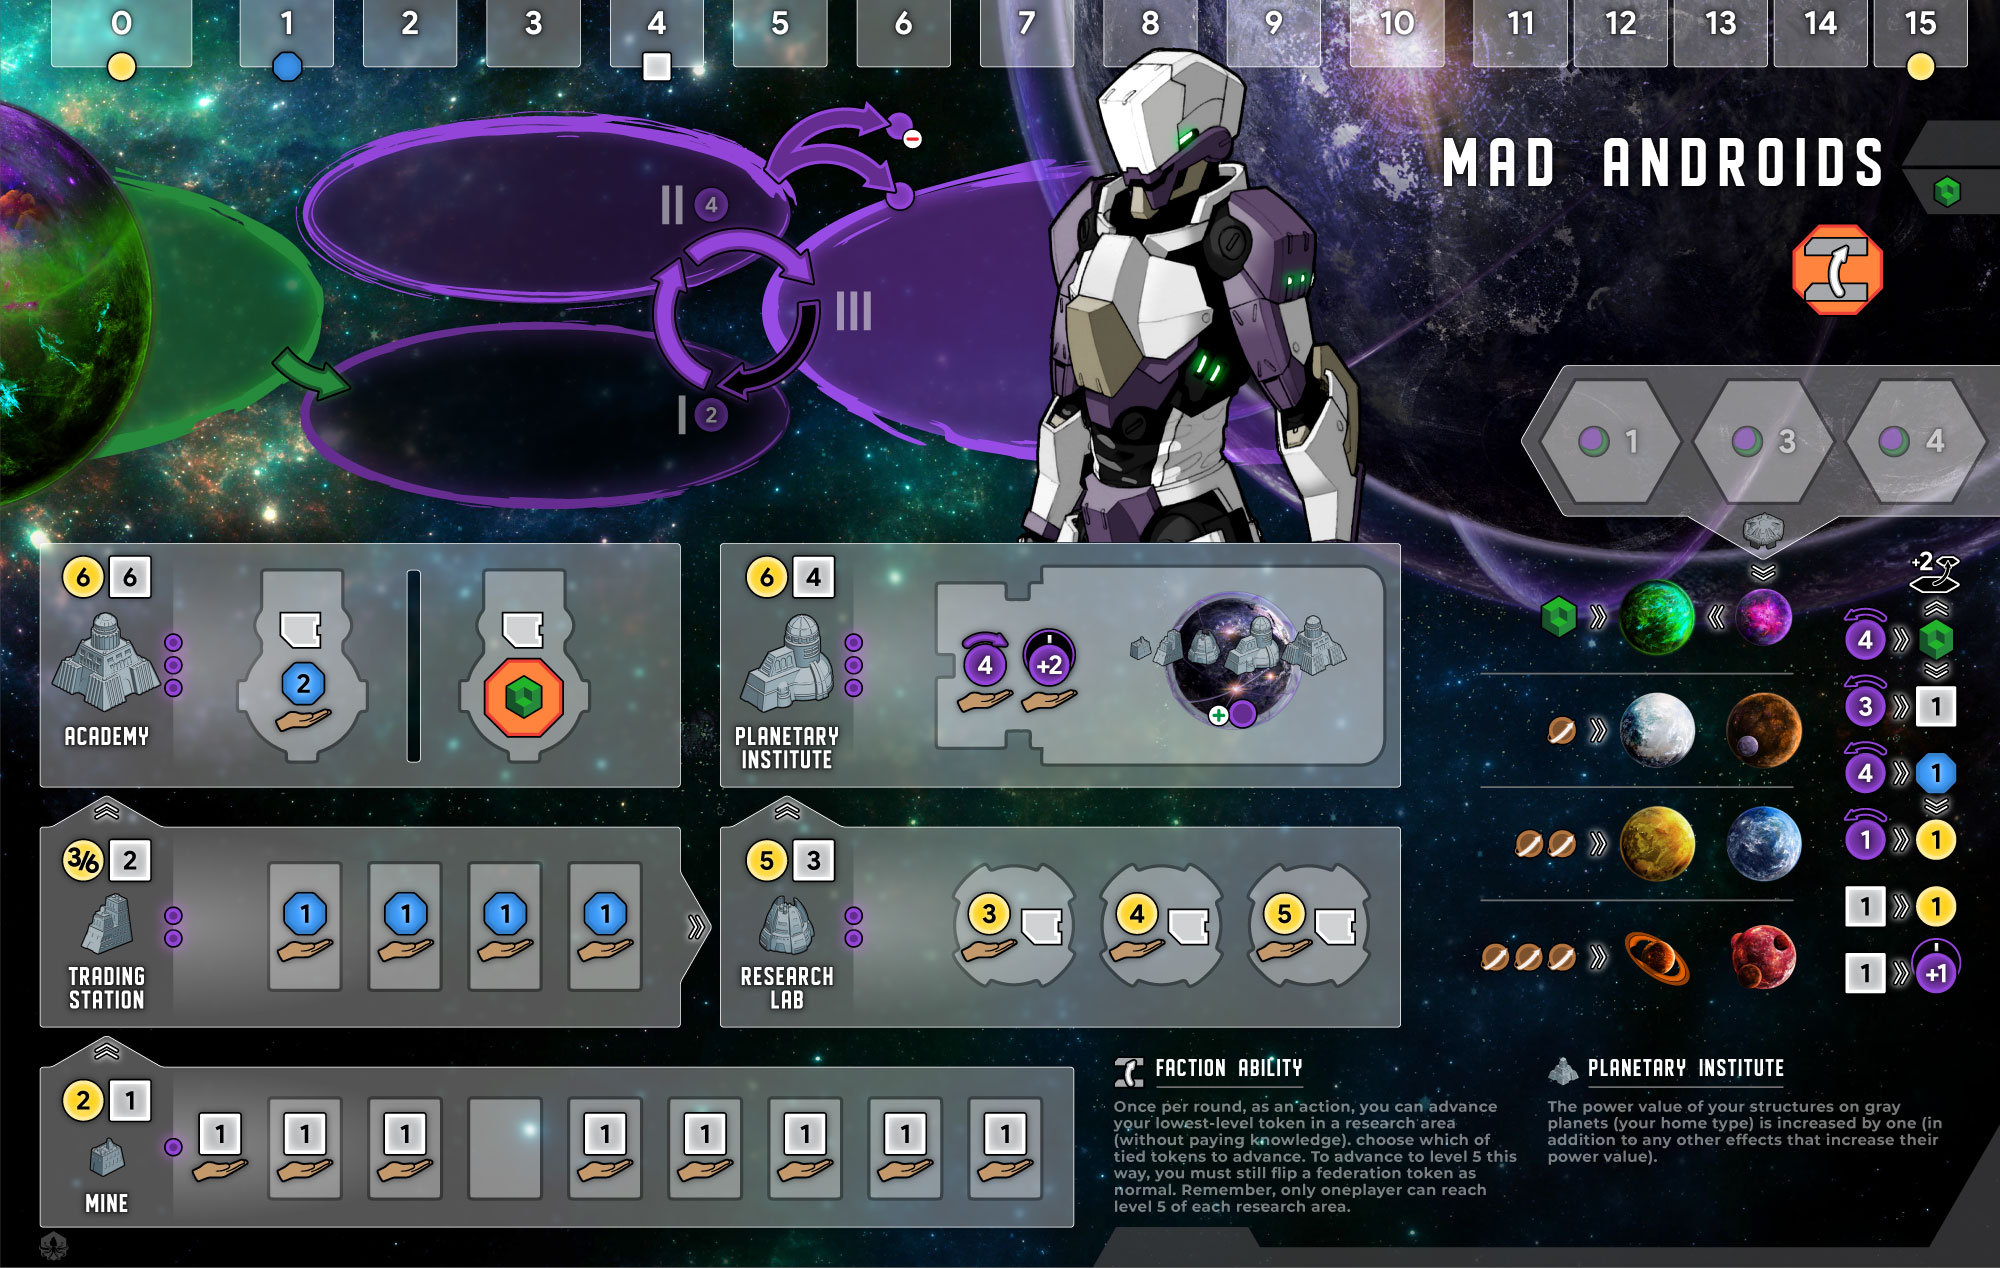 0 1 2 3 4 5 6 7 8 9 10 11 12 13 14 15
MAD ANDROIDS
II 4
III
I 2
1 3 4
6 6
2
ACADEMY
6 4
4 +2
PLANETARY
INSTITUTE
+2
4
3 1
4 1
1 1
1 1
1 +1
3/6 2
1 1 1 1
TRADING
STATION
5 3
3 4 5
RESEARCH
LAB
2 1
1 1 1 1 1 1 1 1
MINE
FACTION ABILITY
Once per round, as an action, you can advance
your lowest-level token in a research area
(without paying knowledge). choose which of
tied tokens to advance. To advance to level 5 this
way, you must still flip a federation token as
normal. Remember, only oneplayer can reach
level 5 of each research area.
PLANETARY INSTITUTE
The power value of your structures on gray
planets (your home type) is increased by one (in
addition to any other effects that increase their
power value).